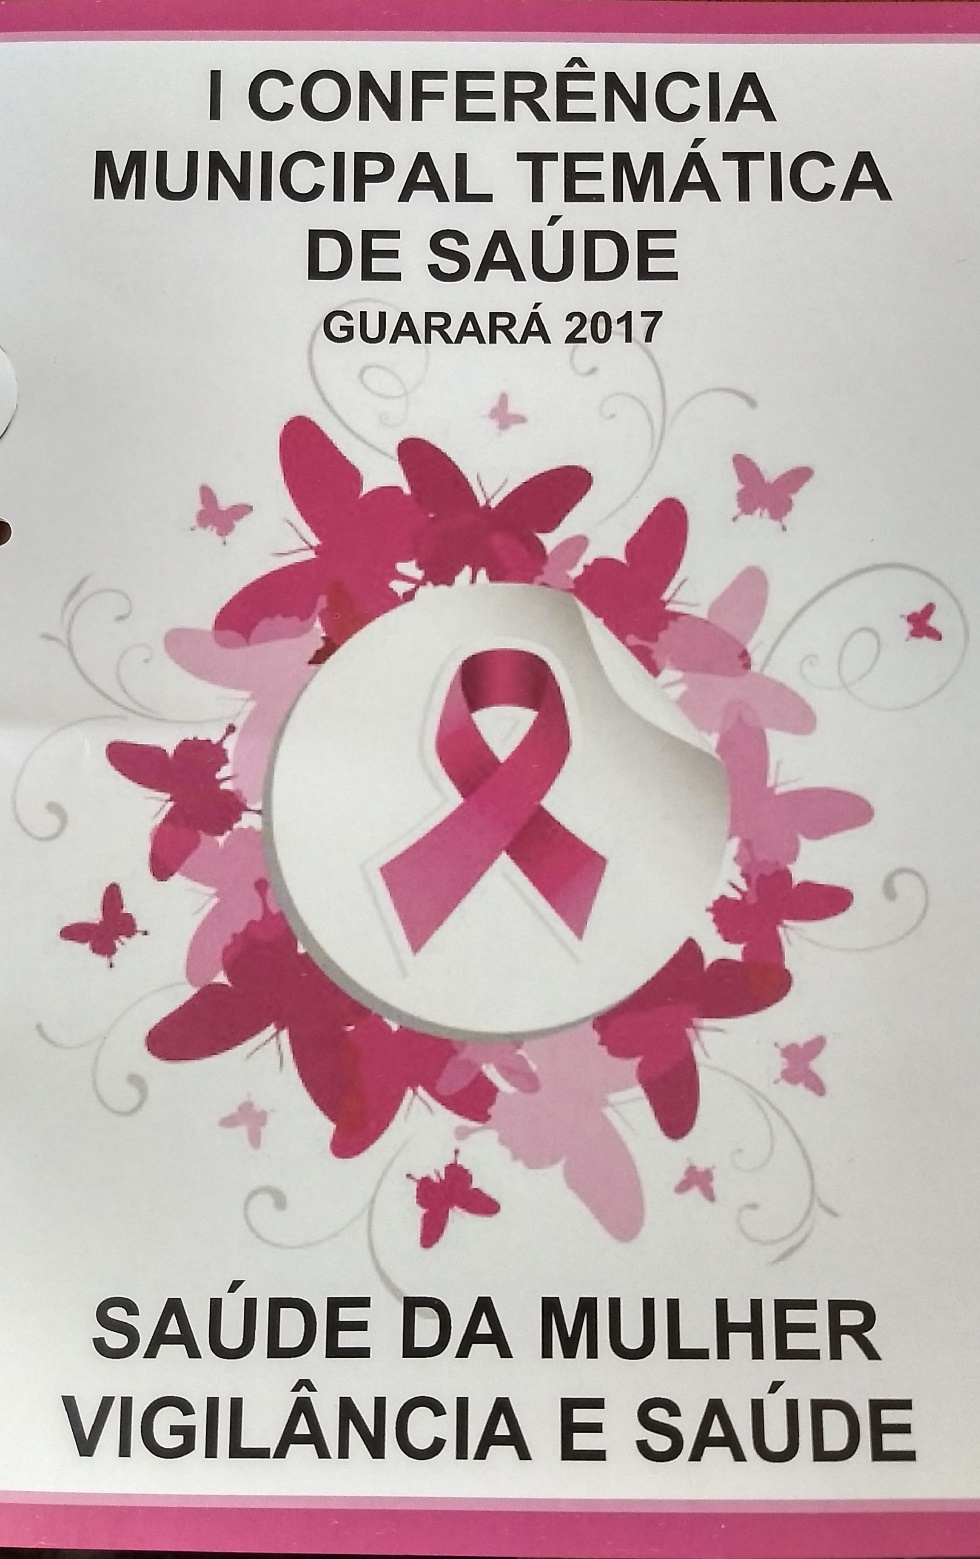 I CONFERÊNCIA
MUNICIPAL TEMÁTICA
DE SAÚDE
GUARARÁ 2017
SAÚDE DA MULHER
VIGILÂNCIA E SAÚDE